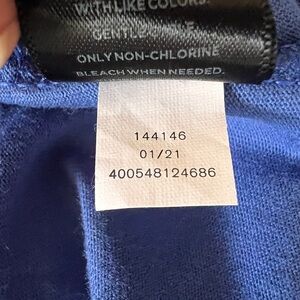 WITH LIKE COLORS.
GENTLE
ONLY NON-CHLORINE
BLEACH WHEN NEEDED.
144146
01/21
400548124686